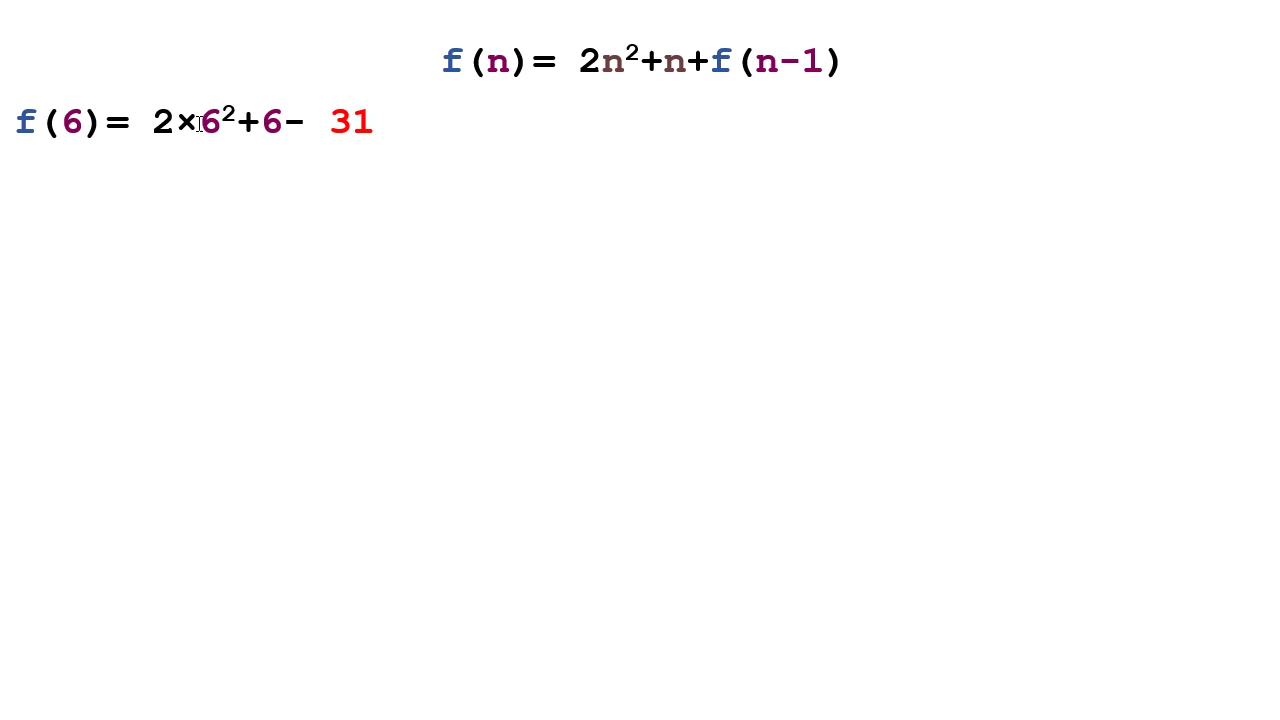 f(n)= 2n²+n+f(n-1)
f(6)= 2×6²+6- 31